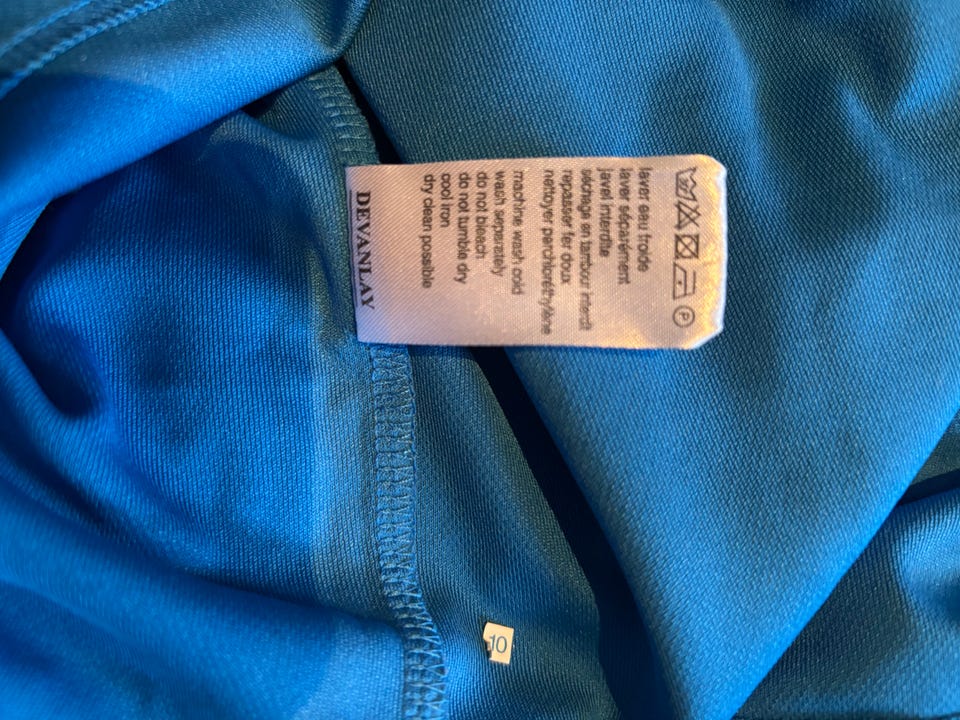 P
laver eau froide
laver séparément
javel interdite
séchage en tambour interdit
repasser fer doux
nettoyer perchloréthylène
machine wash cold
wash separately
do not bleach
do not tumble dry
cool iron
dry clean possible
DEVANLAY
10